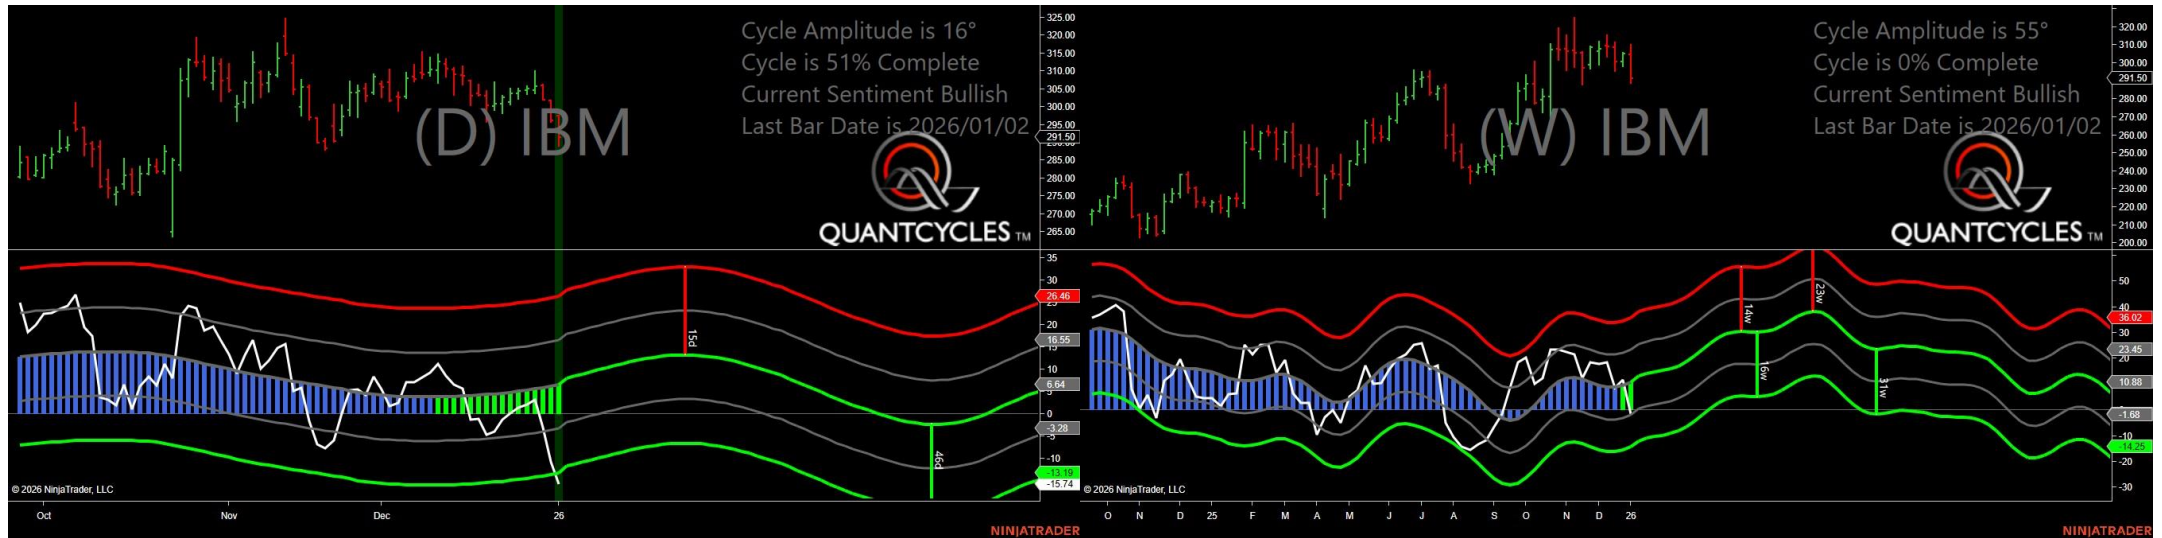 Cycle Amplitude is 16°
Cycle is 51% Complete
Current Sentiment Bullish
Last Bar Date is 2026/01/02
(D) IBM
QUANTCYCLES TM
325.00
320.00
315.00
310.00
305.00
300.00
295.00
291.50
285.00
280.00
275.00
270.00
265.00
35
30
26.46
25
20
16.55
15
10
6.64
5
0
-3.28
-5
-10
-13.19
-15.74
15d
46d
© 2026 NinjaTrader, LLC
Oct
Nov
Dec
26
NINJATRADER
Cycle Amplitude is 55°
Cycle is 0% Complete
Current Sentiment Bullish
Last Bar Date is 2026/01/02
(W) IBM
QUANTCYCLES TM
320.00
310.00
300.00
291.50
280.00
270.00
260.00
250.00
240.00
230.00
220.00
210.00
200.00
50
40
36.02
30
23.45
20
10.88
-1.68
-10
-14.25
-20
-30
14w
16w
23w
31w
© 2026 NinjaTrader, LLC
O N D 25 F M A M J J A S O N D 26
NINJATRADER